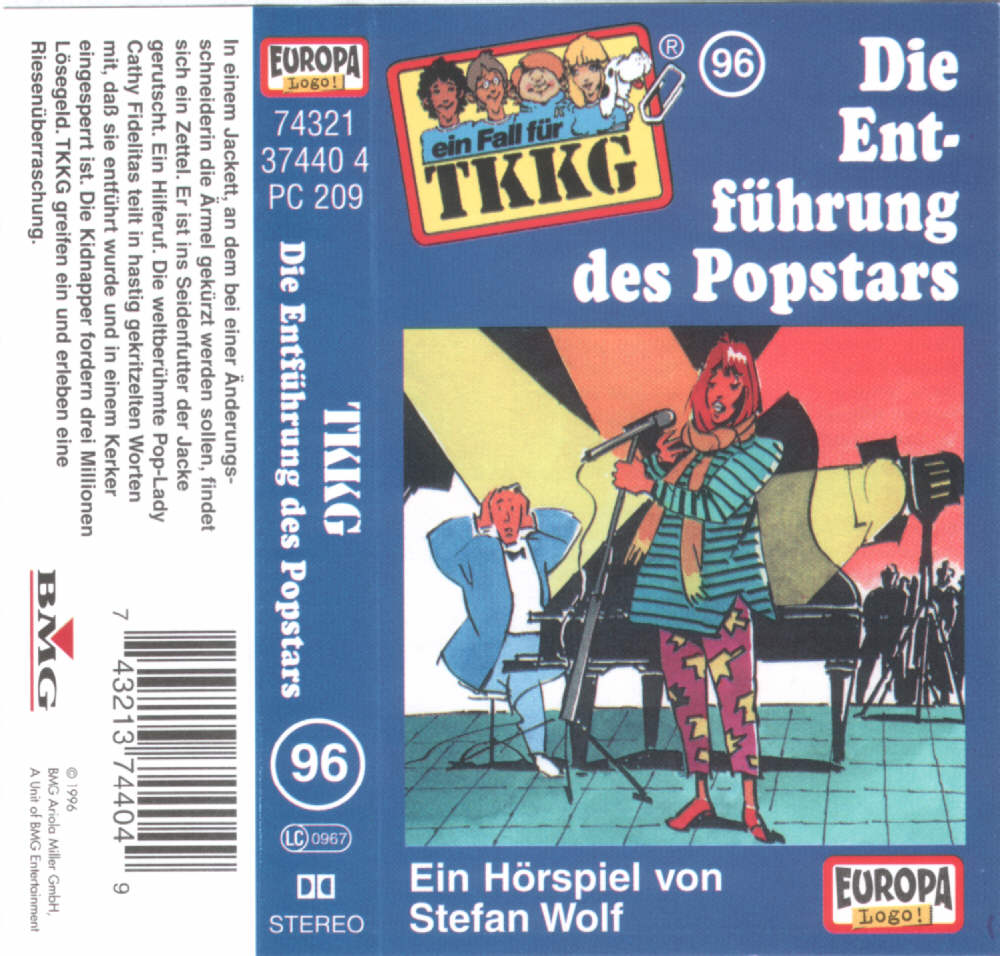 In einem Jackett, an dem bei einer Änderungs-
schneiderin die Ärmel gekürzt werden sollen, findet
sich ein Zettel. Er ist ins Seidenfutter der Jacke
gerutscht. Ein Hilferuf. Die weltberühmte Pop-Lady
Cathy Fidelitas teilt in hastig gekritzelten Worten
mit, daß sie entführt wurde und in einem Kerker
eingesperrt ist. Die Kidnapper fordern drei Millionen
Lösegeld. TKKG greifen ein und erleben eine
Riesenüberraschung.
BMG
7 43213 74404 9
© 1996
BMG Ariola Miller GmbH,
A Unit of BMG Entertainment
EUROPA
Logo!
74321
37440 4
PC 209
TKKG
Die Entführung des Popstars
96
LC 0967
STEREO
ein Fall für
TKKG
®
96
Die
Ent-
führung
des Popstars
Ein Hörspiel von
Stefan Wolf
EUROPA
Logo!